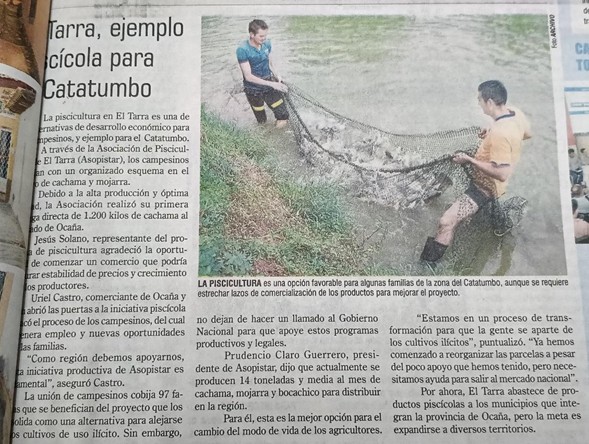 Tarra, ejemplo
scícola para
Catatumbo
La piscicultura en El Tarra es una de
ernativas de desarrollo económico para
mpesinos, y ejemplo para el Catatumbo.
A través de la Asociación de Piscicul-
e El Tarra (Asopistar), los campesinos
an con un organizado esquema en el
o de cachama y mojarra.
Debido a la alta producción y óptima
d, la Asociación realizó su primera
ga directa de 1.200 kilos de cachama al
ado de Ocaña.
Jesús Solano, representante del pro-
a de piscicultura agradeció la oportu-
de comenzar un comercio que podría
rar estabilidad de precios y crecimiento
os productores.
Uriel Castro, comerciante de Ocaña y
abrió las puertas a la iniciativa piscícola
có el proceso de los campesinos, del cual
enera empleo y nuevas oportunidades
las familias.
"Como región debemos apoyarnos,
a iniciativa productiva de Asopistar es
amental", aseguró Castro.
La unión de campesinos cobija 97 fa-
as que se benefician del proyecto que los
olida como una alternativa para alejarse
os cultivos de uso ilícito. Sin embargo,
Foto ARCHIVO
LA PISCICULTURA es una opción favorable para algunas familias de la zona del Catatumbo, aunque se requiere
estrechar lazos de comercialización de los productos para mejorar el proyecto.
no dejan de hacer un llamado al Gobierno
Nacional para que apoye estos programas
productivos y legales.
Prudencio Claro Guerrero, presi-
dente de Asopistar, dijo que actualmente se
producen 14 toneladas y media al mes de
cachama, mojarra y bocachico para distribuir
en la región.
Para él, esta es la mejor opción para el
cambio del modo de vida de los agricultores.
"Estamos en un proceso de trans-
formación para que la gente se aparte de
los cultivos ilícitos", puntualizó. "Ya hemos
comenzado a reorganizar las parcelas a pesar
del poco apoyo que hemos tenido, pero nece-
sitamos ayuda para salir al mercado nacional".
Por ahora, El Tarra abastece de pro-
ductos piscícolas a los municipios que inte-
gran la provincia de Ocaña, pero la meta es
expandirse a diversos territorios.
CA
TO